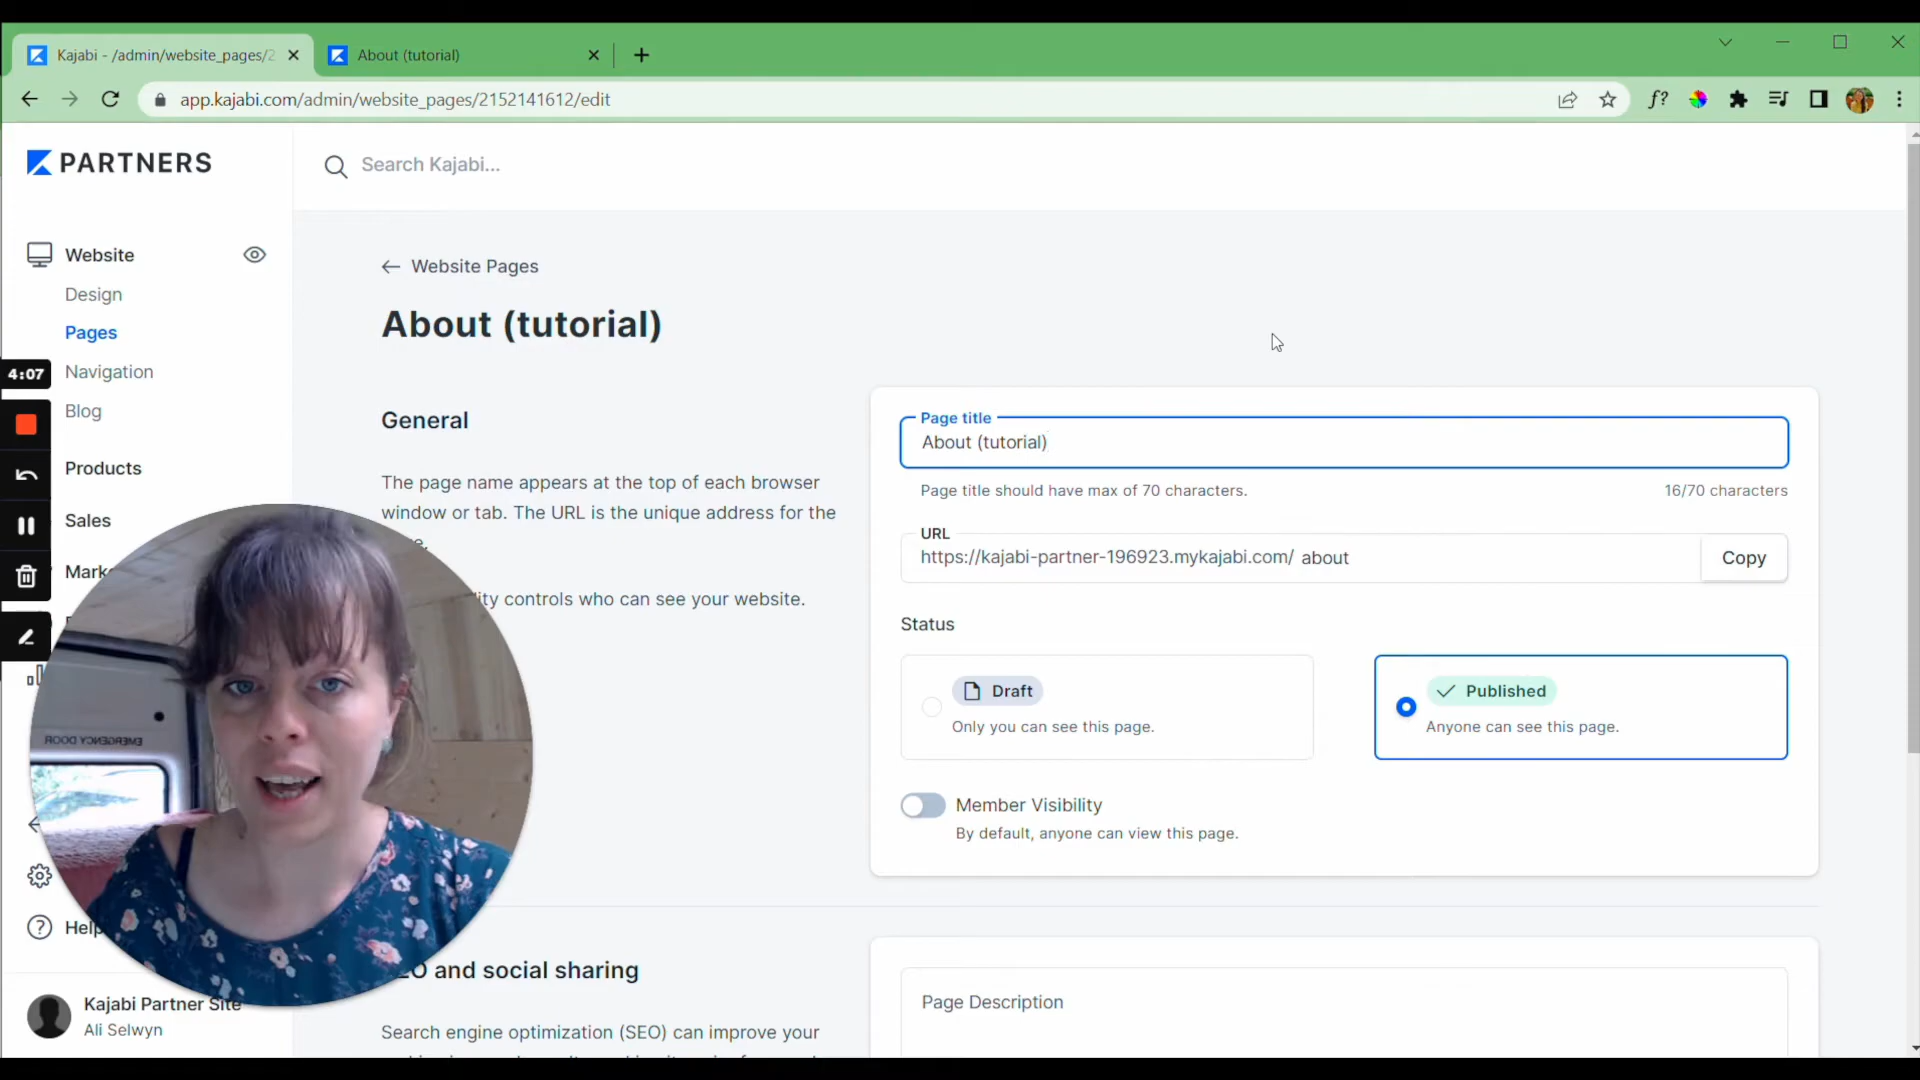 Kajabi - /admin/website_pages/2
About (tutorial)
app.kajabi.com/admin/website_pages/2152141612/edit
f?
PARTNERS
Search Kajabi...
Website
Design
Pages
Navigation
Blog
Products
Sales
Mark
Help
4:07
Website Pages
About (tutorial)
General
The page name appears at the top of each browser
window or tab. The URL is the unique address for the
controls who can see your website.
Page title
About (tutorial)
Page title should have max of 70 characters.
16/70 characters
URL
https://kajabi-partner-196923.mykajabi.com/ about
Copy
Status
Draft
Only you can see this page.
Published
Anyone can see this page.
Member Visibility
By default, anyone can view this page.
EMERGENCY DOOR
and social sharing
Search engine optimization (SEO) can improve your
Page Description
Kajabi Partner Site
Ali Selwyn